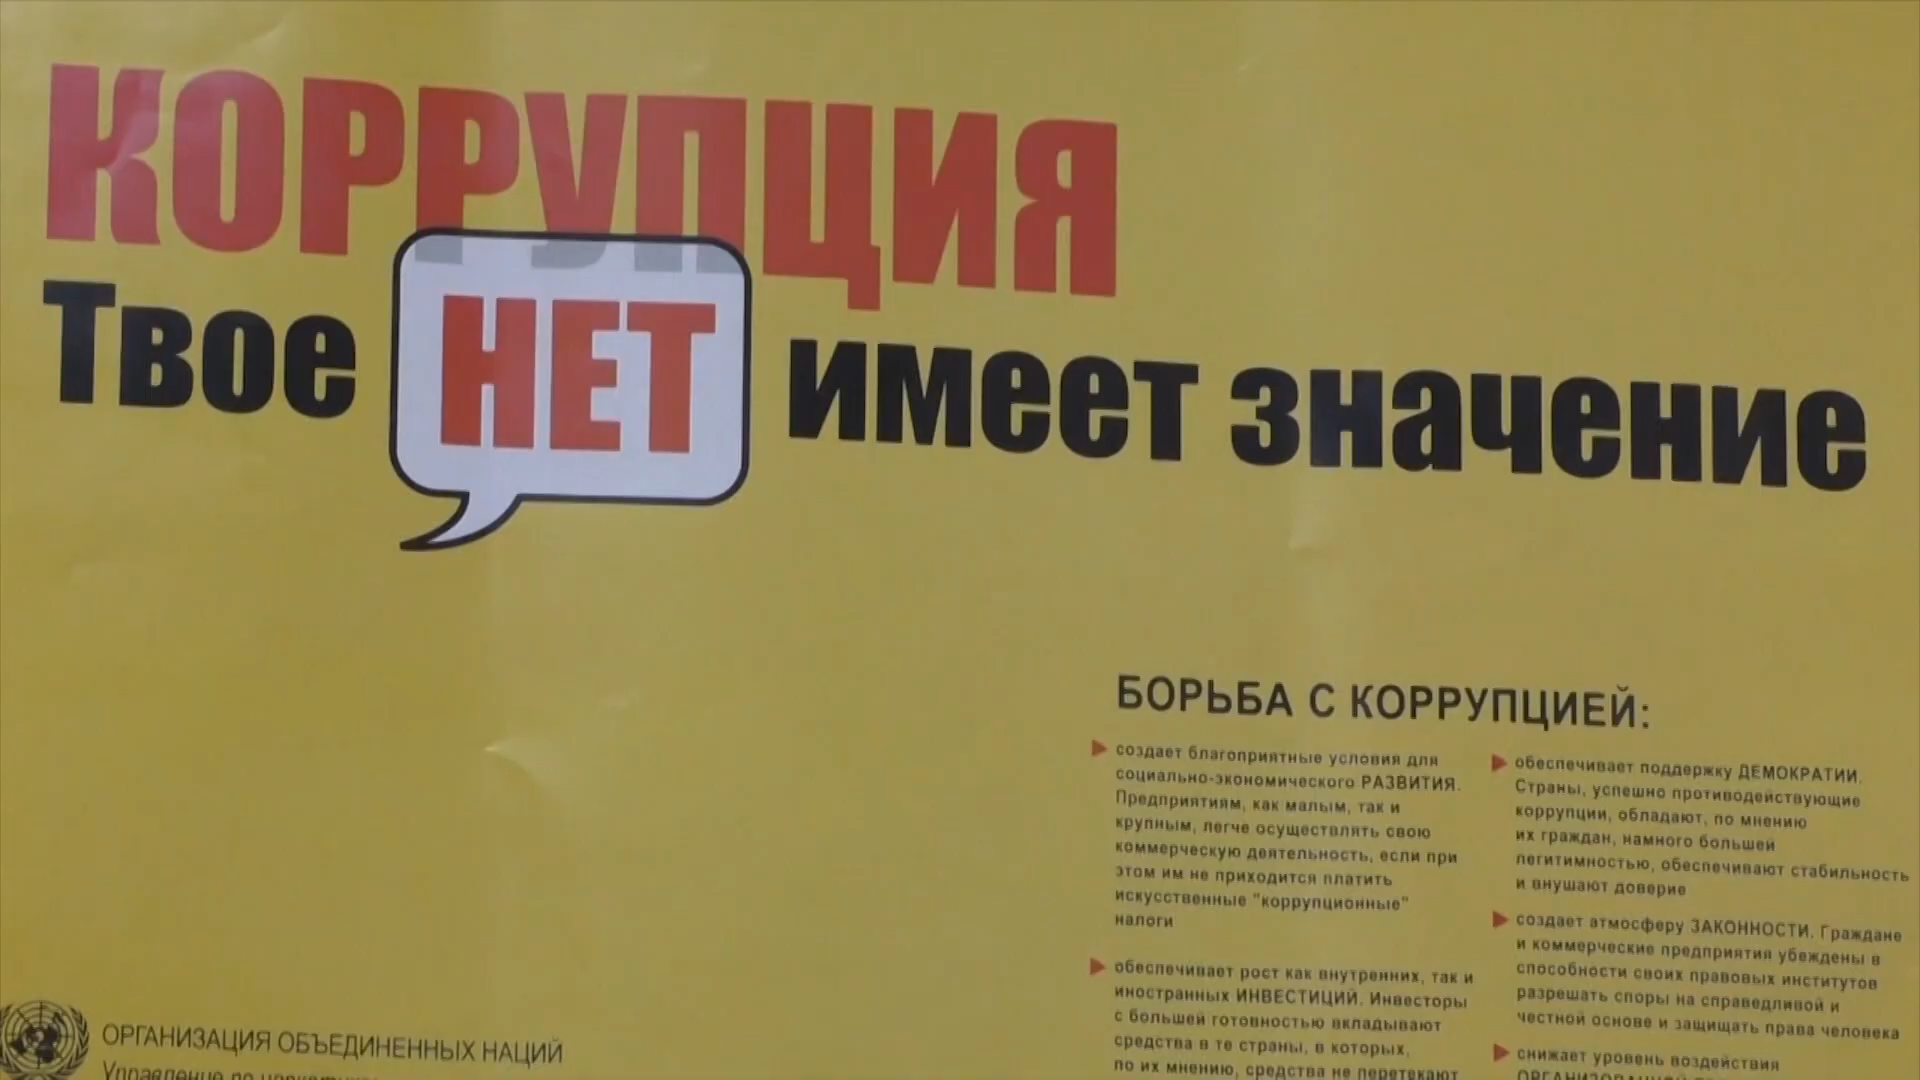 КОРРУПЦИЯ
Твое НЕТ имеет значение
БОРЬБА С КОРРУПЦИЕЙ:
создает благоприятные условия для
социально-экономического РАЗВИТИЯ.
Предприятиям, как малым, так и
крупным, легче осуществлять свою
коммерческую деятельность, если при
этом им не приходится платить
искусственные "коррупционные"
налоги
обеспечивает рост как внутренних, так и
иностранных ИНВЕСТИЦИЙ. Инвесторы
с большей готовностью вкладывают
средства в те страны, в которых,
по их мнению, средства не перетекают
обеспечивает поддержку ДЕМОКРАТИИ.
Страны, успешно противодействующие
коррупции, обладают, по мнению
их граждан, намного большей
легитимностью, обеспечивают стабильность
и внушают доверие
создает атмосферу ЗАКОННОСТИ. Граждане
и коммерческие предприятия убеждены в
способности своих правовых институтов
разрешать споры на справедливой и
честной основе и защищать права человека
снижает уровень воздействия
ОРГАНИЗАЦИЯ ОБЪЕДИНЕННЫХ НАЦИЙ
Управление по